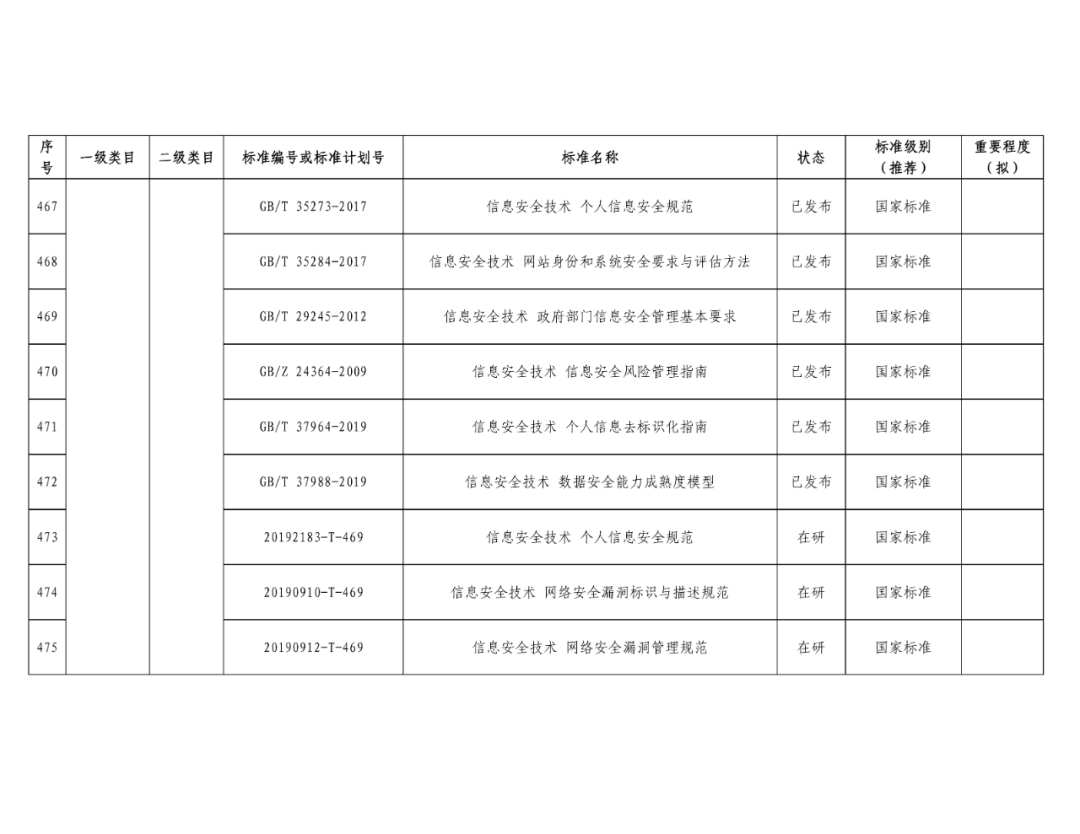 序号 一级类目 二级类目 标准编号或标准计划号 标准名称 状态 标准级别（推荐） 重要程度（拟）
467 GB/T 35273-2017 信息安全技术 个人信息安全规范 已发布 国家标准
468 GB/T 35284-2017 信息安全技术 网站身份和系统安全要求与评估方法 已发布 国家标准
469 GB/T 29245-2012 信息安全技术 政府部门信息安全管理基本要求 已发布 国家标准
470 GB/Z 24364-2009 信息安全技术 信息安全风险管理指南 已发布 国家标准
471 GB/T 37964-2019 信息安全技术 个人信息去标识化指南 已发布 国家标准
472 GB/T 37988-2019 信息安全技术 数据安全能力成熟度模型 已发布 国家标准
473 20192183-T-469 信息安全技术 个人信息安全规范 在研 国家标准
474 20190910-T-469 信息安全技术 网络安全漏洞标识与描述规范 在研 国家标准
475 20190912-T-469 信息安全技术 网络安全漏洞管理规范 在研 国家标准